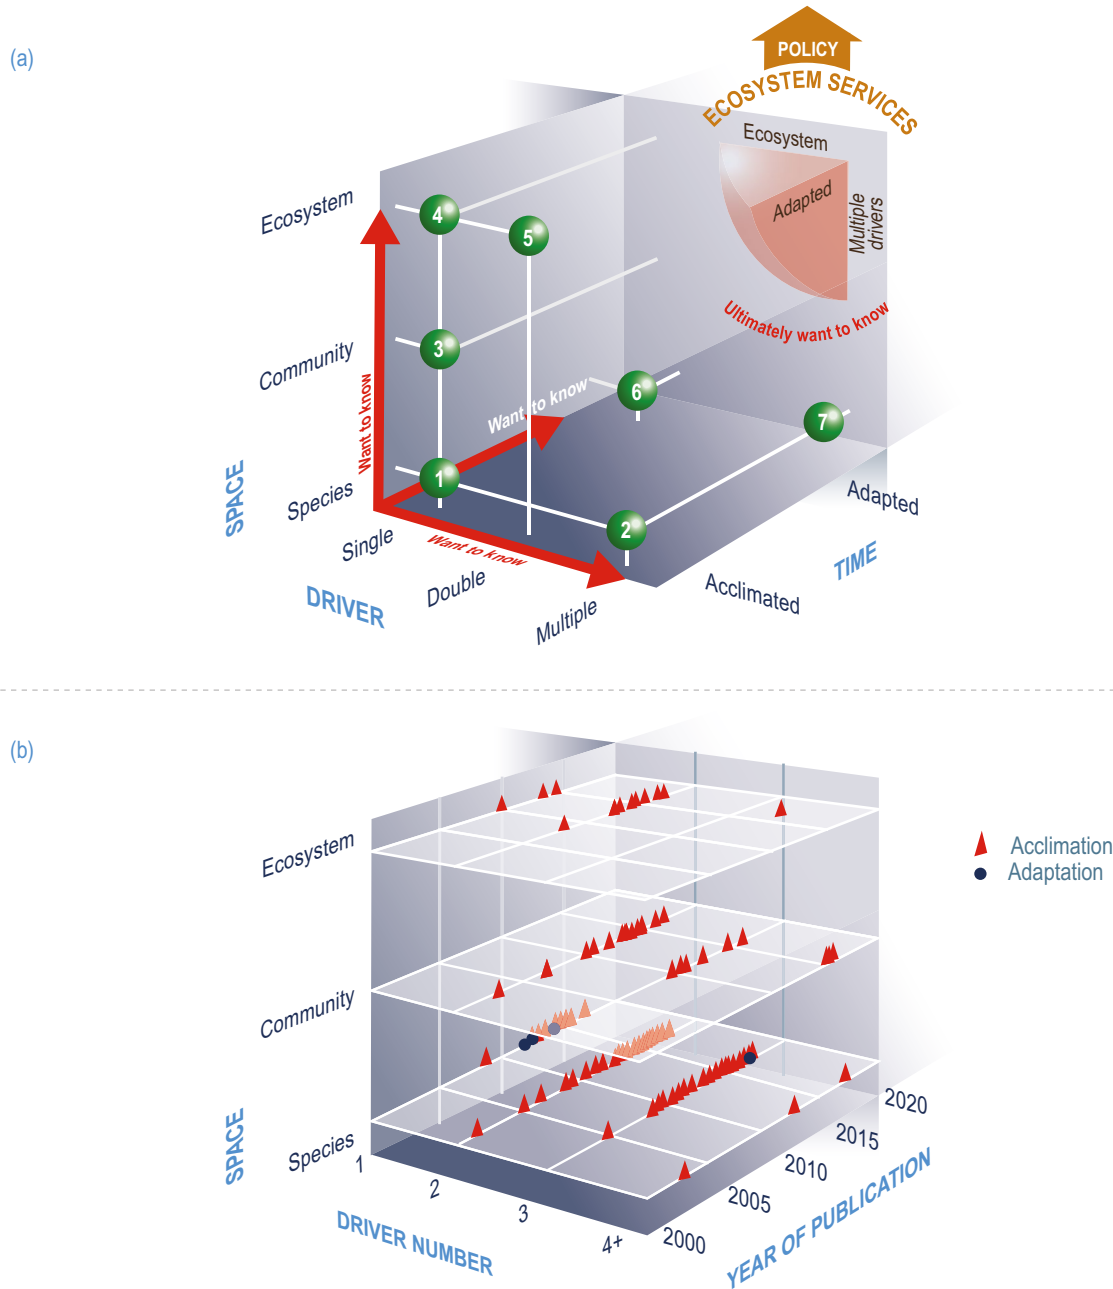 (a)
POLICY
ECOSYSTEM SERVICES
Ecosystem
Adapted
Multiple
drivers
Ultimately want to know
Ecosystem
4
5
Community
3
Want to know
Want to know
6
7
1
2
Species
SPACE
Single
Want to know
Double
Multiple
DRIVER
Acclimated
Adapted
TIME
(b)
Acclimation
Adaptation
Ecosystem
Community
Species
SPACE
1
2
3
4+
DRIVER NUMBER
2000
2005
2010
2015
2020
YEAR OF PUBLICATION